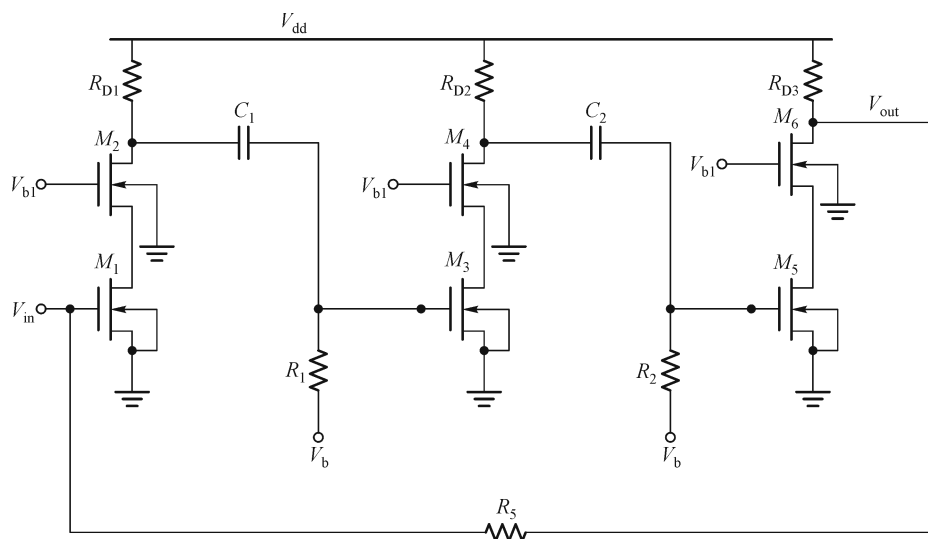 V_dd
R_D1
R_D2
R_D3
C_1
C_2
V_out
M_2
M_4
M_6
V_b1
V_b1
V_b1
M_1
M_3
M_5
V_in
R_1
R_2
V_b
V_b
R_5